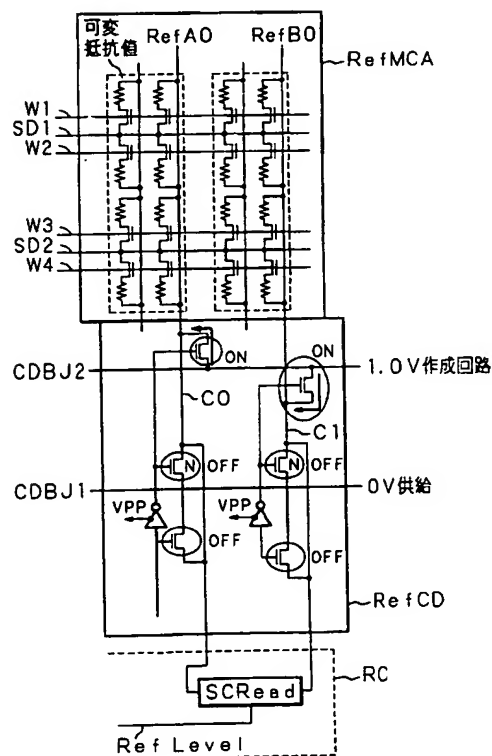 可変
抵抗値
RefA0
RefB0
RefMCA
W1
SD1
W2
W3
SD2
W4
ON
ON
CDBJ2
1.0V作成回路
C0
C1
N
OFF
N
OFF
CDBJ1
0V供給
VPP
VPP
OFF
OFF
RefCD
RC
SCRead
Ref Level